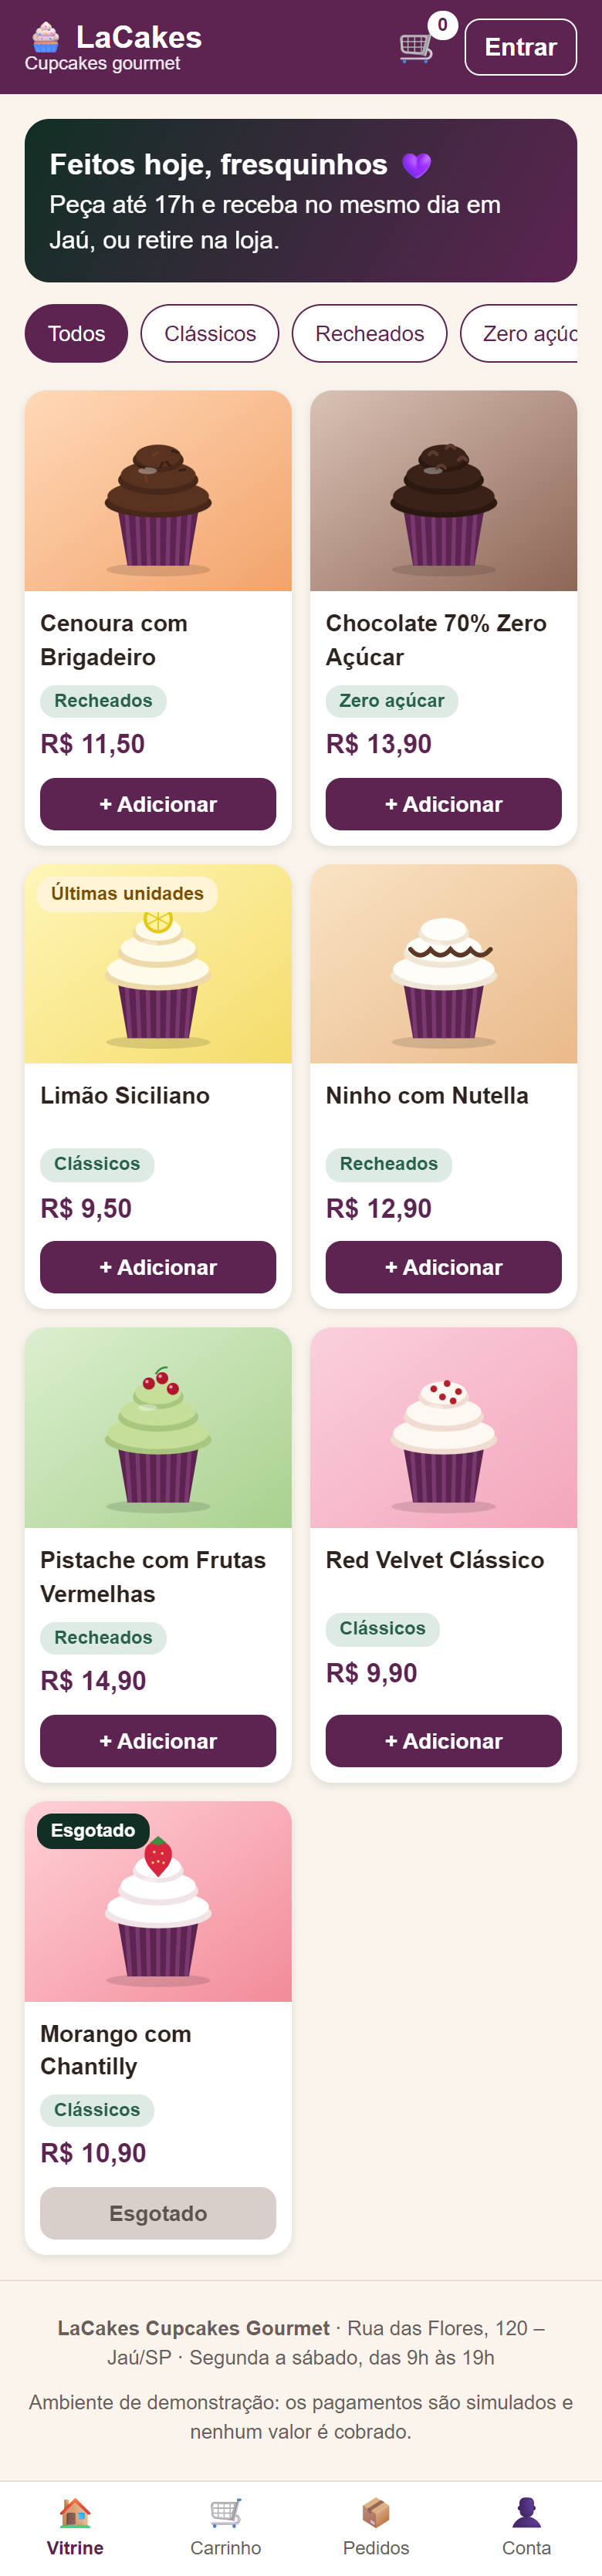 LaCakes
Cupcakes gourmet
0
Entrar
Feitos hoje, fresquinhos
Peça até 17h e receba no mesmo dia em
Jaú, ou retire na loja.
Todos
Clássicos
Recheados
Zero açúc
Cenoura com
Brigadeiro
Recheados
R$ 11,50
+ Adicionar
Chocolate 70% Zero
Açúcar
Zero açúcar
R$ 13,90
+ Adicionar
Últimas unidades
Limão Siciliano
Clássicos
R$ 9,50
+ Adicionar
Ninho com Nutella
Recheados
R$ 12,90
+ Adicionar
Pistache com Frutas
Vermelhas
Recheados
R$ 14,90
+ Adicionar
Red Velvet Clássico
Clássicos
R$ 9,90
+ Adicionar
Esgotado
Morango com
Chantilly
Clássicos
R$ 10,90
Esgotado
LaCakes Cupcakes Gourmet · Rua das Flores, 120 –
Jaú/SP · Segunda a sábado, das 9h às 19h
Ambiente de demonstração: os pagamentos são simulados e
nenhum valor é cobrado.
Vitrine
Carrinho
Pedidos
Conta